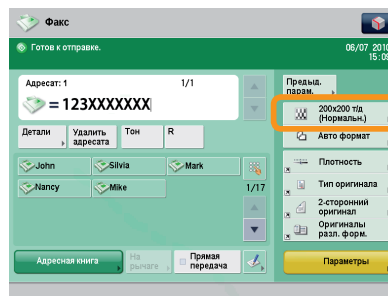 Факс
Готов к отправке.
06/07 2010
15:09
Адресат: 1
1/1
= 123XXXXXXX
Детали
Удалить
адресата
Тон
R
John
Silvia
Mark
Nancy
Mike
1/17
Адресная книга
На
рычаге
Прямая
передача
Предыд.
парам.
200x200 т/д
(Нормальн.)
Авто формат
Плотность
Тип оригинала
2-сторонний
оригинал
Оригиналы
разл. форм.
Параметры